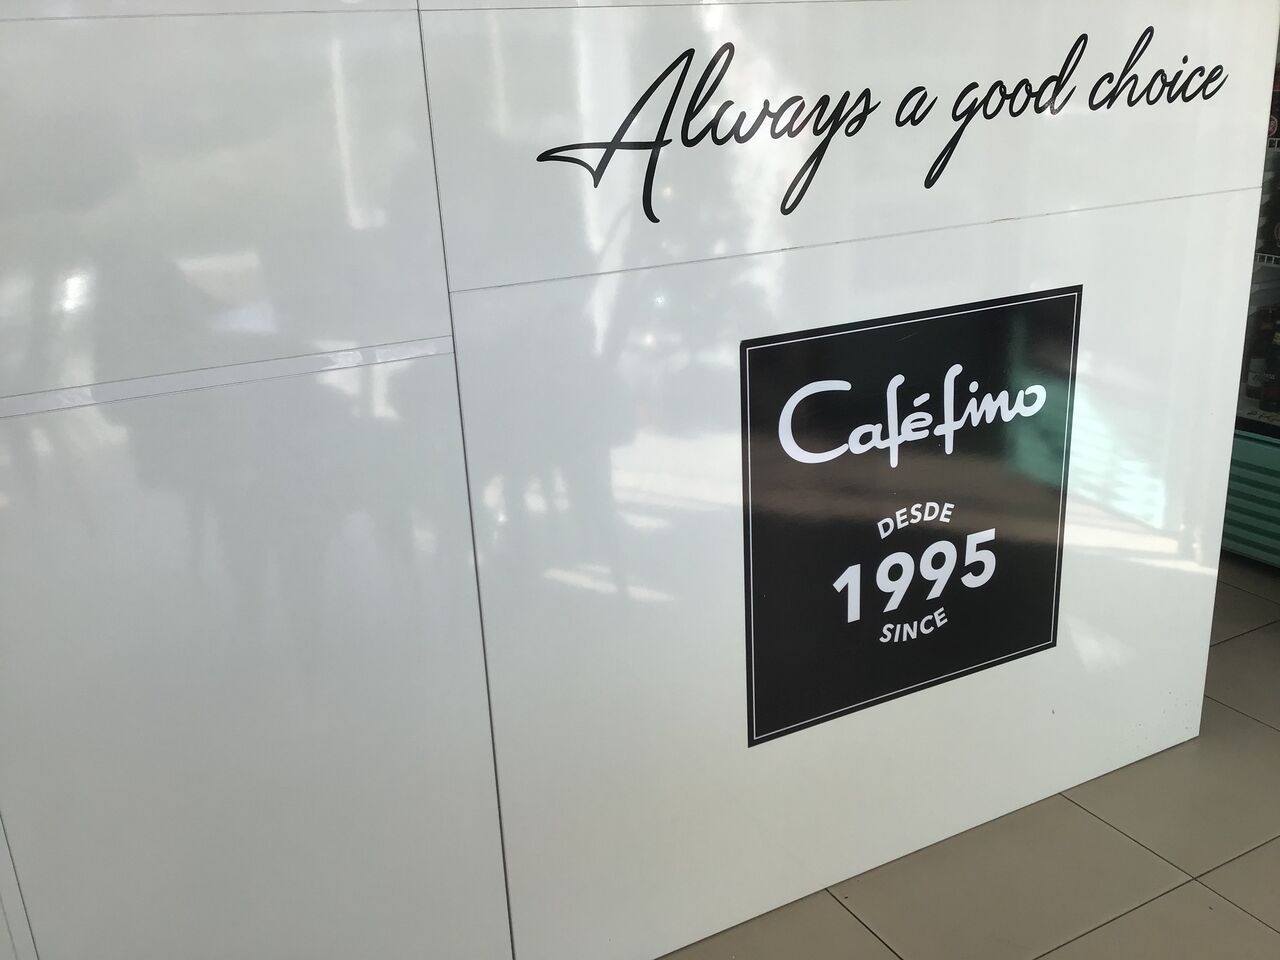 Always a good choice
Caféfino
DESDE
1995
SINCE